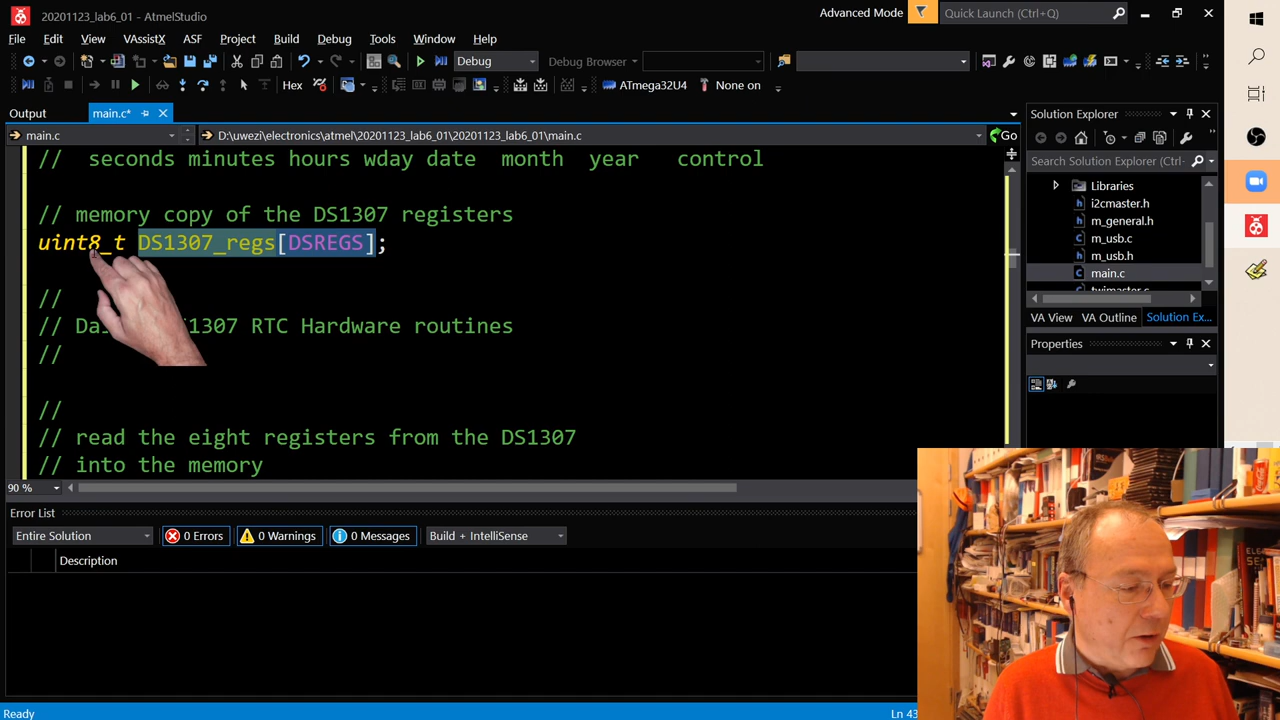 20201123_lab6_01 - AtmelStudio
Advanced Mode
Quick Launch (Ctrl+Q)
File Edit View VAssistX ASF Project Build Debug Tools Window Help
Debug
Debug Browser
Hex
ATmega32U4
None on
Output
main.c*
main.c
D:\uwezi\electronics\atmel\20201123_lab6_01\20201123_lab6_01\main.c
Go
// seconds minutes hours wday date month year control
// memory copy of the DS1307 registers
uint8_t DS1307_regs[DSREGS];
//
// Da 1307 RTC Hardware routines
//
//
// read the eight registers from the DS1307
// into the memory
90 %
Solution Explorer
Search Solution Explorer (Ctrl+
Libraries
i2cmaster.h
m_general.h
m_usb.c
m_usb.h
main.c
twimaster.c
VA View VA Outline Solution Ex...
Properties
Error List
Entire Solution
0 Errors
0 Warnings
0 Messages
Build + IntelliSense
Description
Ready
Ln 43